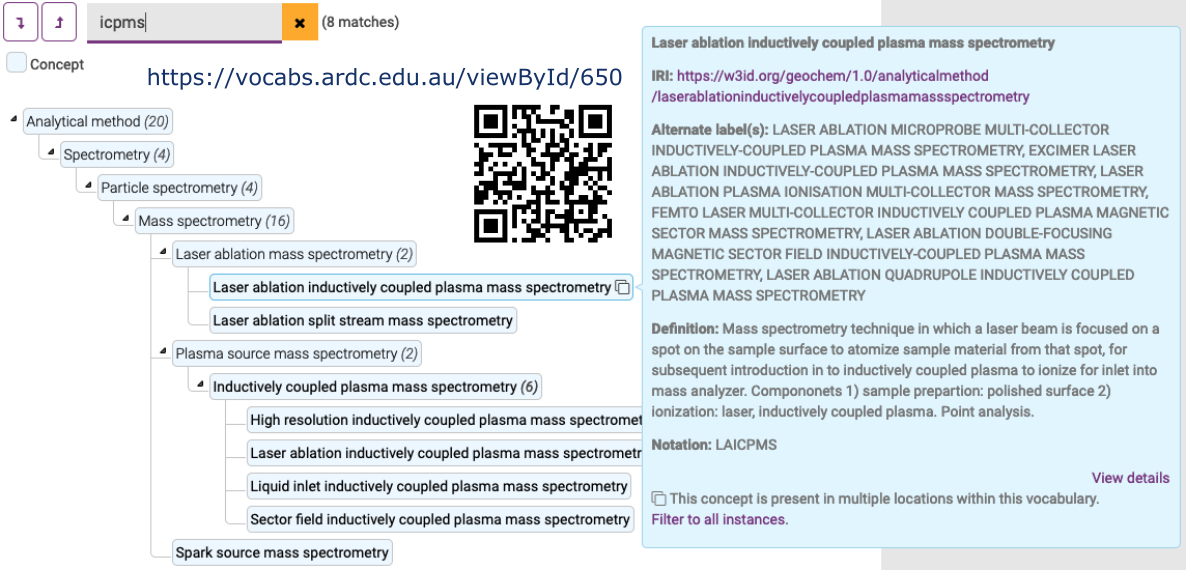 icpms
(8 matches)
Concept
https://vocabs.ardc.edu.au/viewById/650
Analytical method (20)
Spectrometry (4)
Particle spectrometry (4)
Mass spectrometry (16)
Laser ablation mass spectrometry (2)
Laser ablation inductively coupled plasma mass spectrometry
Laser ablation split stream mass spectrometry
Plasma source mass spectrometry (2)
Inductively coupled plasma mass spectrometry (6)
High resolution inductively coupled plasma mass spectromet
Laser ablation inductively coupled plasma mass spectrometr
Liquid inlet inductively coupled plasma mass spectrometry
Sector field inductively coupled plasma mass spectrometry
Spark source mass spectrometry
Laser ablation inductively coupled plasma mass spectrometry
IRI: https://w3id.org/geochem/1.0/analyticalmethod
/laserablationinductivelycoupledplasmamassspectrometry
Alternate label(s): LASER ABLATION MICROPROBE MULTI-COLLECTOR
INDUCTIVELY-COUPLED PLASMA MASS SPECTROMETRY, EXCIMER LASER
ABLATION INDUCTIVELY-COUPLED PLASMA MASS SPECTROMETRY, LASER
ABLATION PLASMA IONISATION MULTI-COLLECTOR MASS SPECTROMETRY,
FEMTO LASER MULTI-COLLECTOR INDUCTIVELY COUPLED PLASMA MAGNETIC
SECTOR MASS SPECTROMETRY, LASER ABLATION DOUBLE-FOCUSING
MAGNETIC SECTOR FIELD INDUCTIVELY-COUPLED PLASMA MASS
SPECTROMETRY, LASER ABLATION QUADRUPOLE INDUCTIVELY COUPLED
PLASMA MASS SPECTROMETRY
Definition: Mass spectrometry technique in which a laser beam is focused on a
spot on the sample surface to atomize sample material from that spot, for
subsequent introduction in to inductively coupled plasma to ionize for inlet into
mass analyzer. Compononets 1) sample prepartion: polished surface 2)
ionization: laser, inductively coupled plasma. Point analysis.
Notation: LAICPMS
View details
This concept is present in multiple locations within this vocabulary.
Filter to all instances.